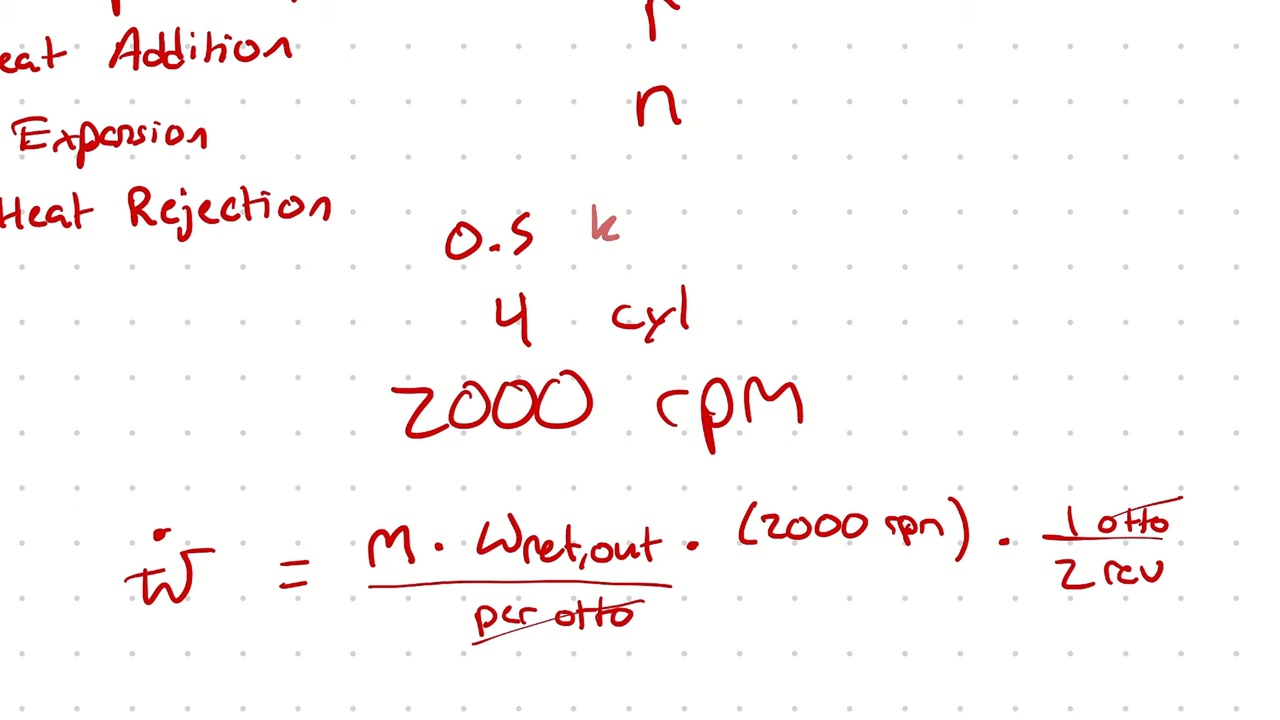 eat Addition
Expansion
Heat Rejection
n
0.5 k
4 cyl
2000 rpm
Ẇ = m · Wnet,out / per otto · (2000 rpm) · 1 otto / 2 rev